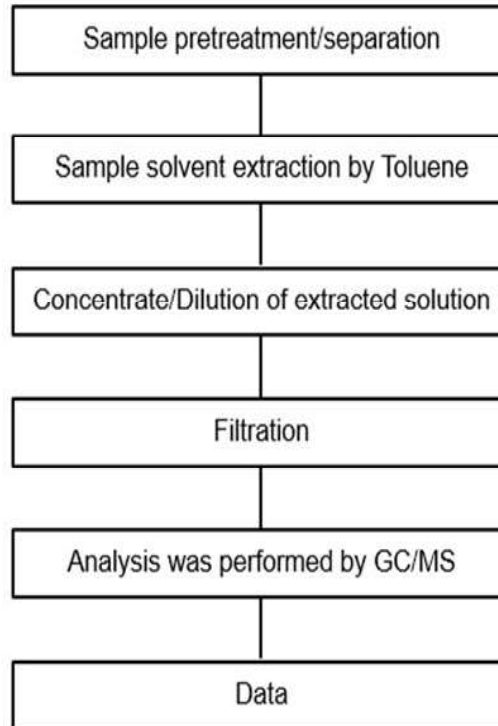 Sample pretreatment/separation
Sample solvent extraction by Toluene
Concentrate/Dilution of extracted solution
Filtration
Analysis was performed by GC/MS
Data